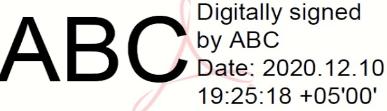 ABC
Digitally signed
by ABC
Date: 2020.12.10
19:25:18 +05'00'